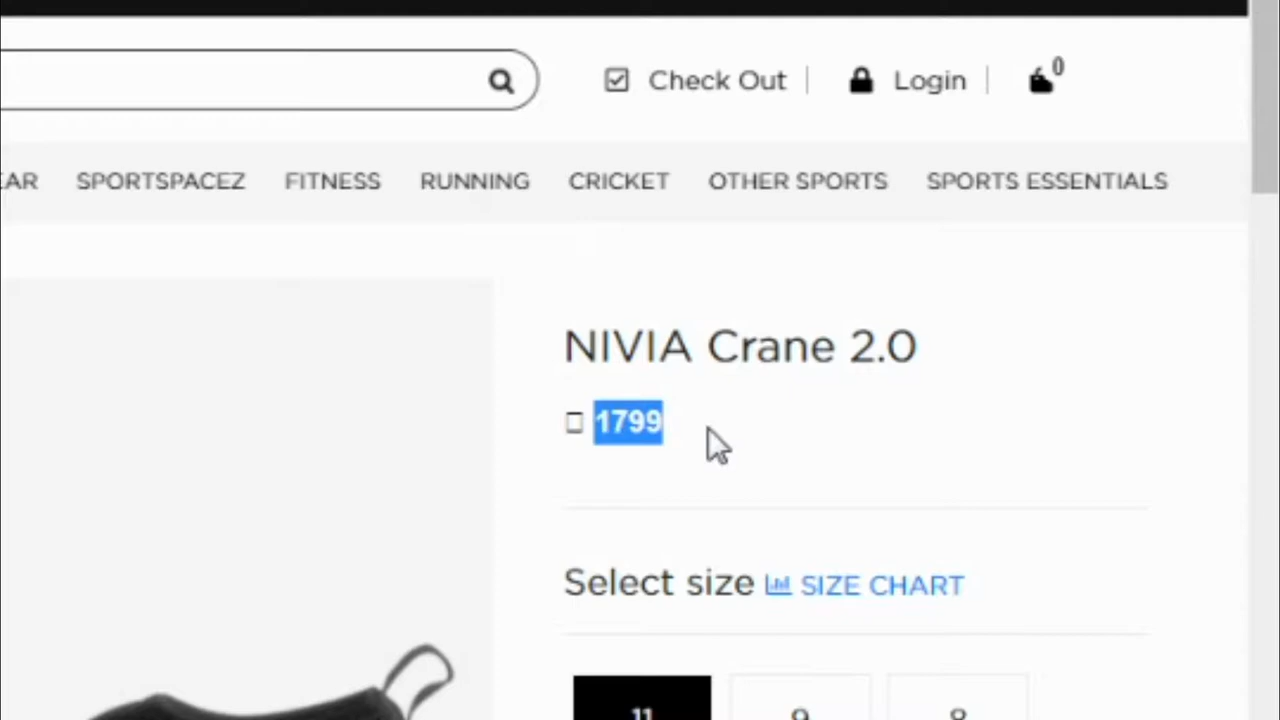 Check Out Login 0
SPORTSPACEZ FITNESS RUNNING CRICKET OTHER SPORTS SPORTS ESSENTIALS
NIVIA Crane 2.0
1799
Select size SIZE CHART
11 9 8